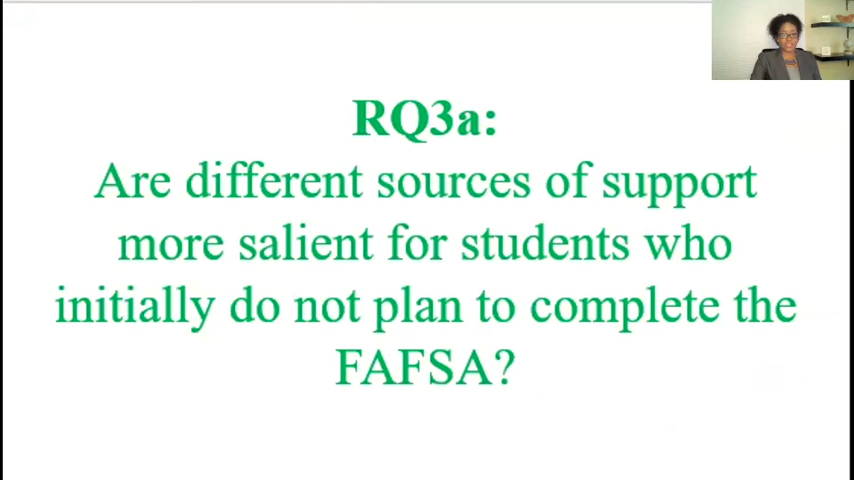 RQ3a:
Are different sources of support
more salient for students who
initially do not plan to complete the
FAFSA?